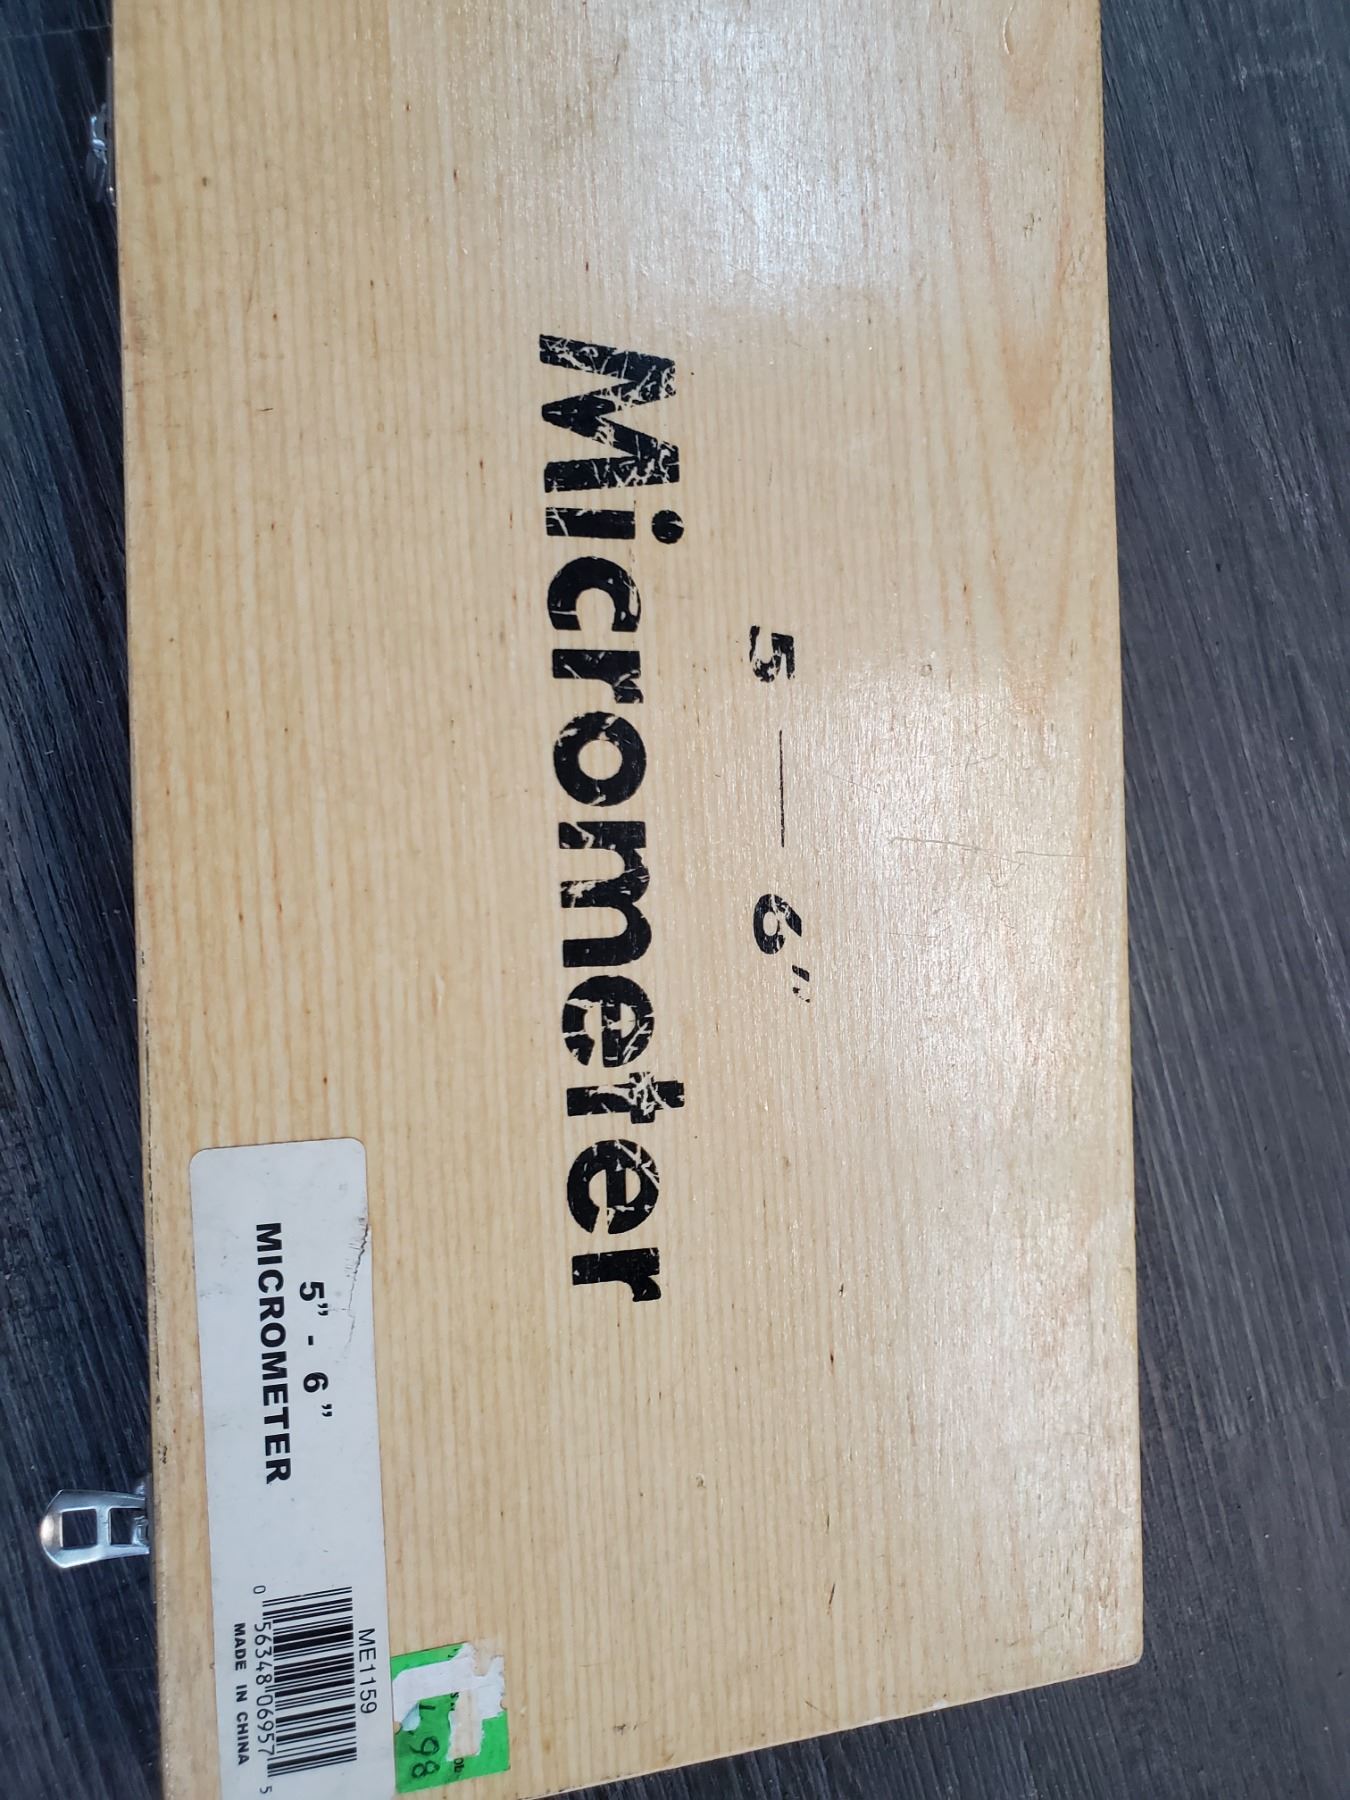 5 — 6"
Micrometer
5" - 6"
MICROMETER
ME1159
0 56348 06957 5
MADE IN CHINA